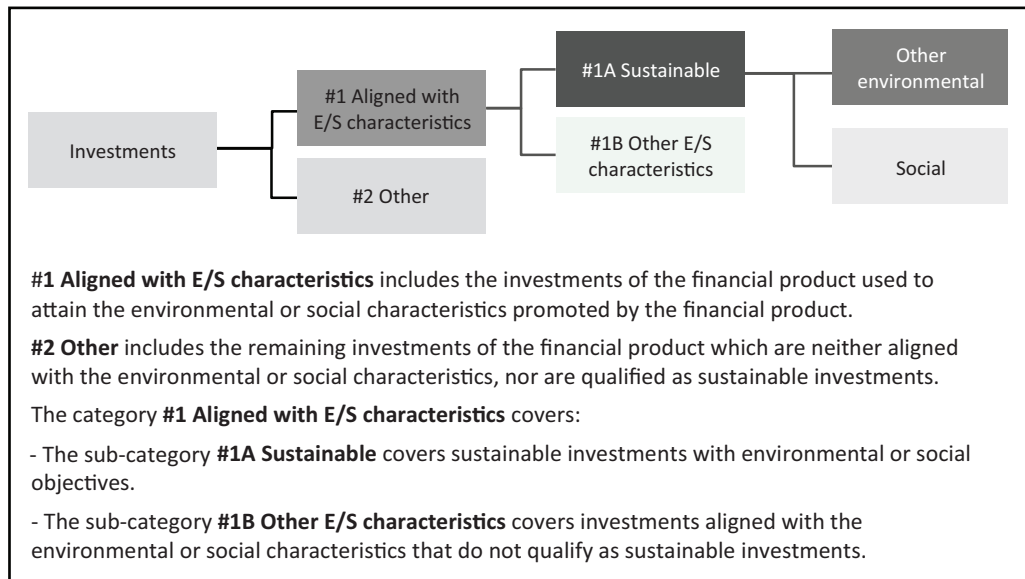 Investments
#1 Aligned with
E/S characteristics
#2 Other
#1A Sustainable
#1B Other E/S
characteristics
Other
environmental
Social
#1 Aligned with E/S characteristics includes the investments of the financial product used to
attain the environmental or social characteristics promoted by the financial product.
#2 Other includes the remaining investments of the financial product which are neither aligned
with the environmental or social characteristics, nor are qualified as sustainable investments.
The category #1 Aligned with E/S characteristics covers:
- The sub-category #1A Sustainable covers sustainable investments with environmental or social
objectives.
- The sub-category #1B Other E/S characteristics covers investments aligned with the
environmental or social characteristics that do not qualify as sustainable investments.